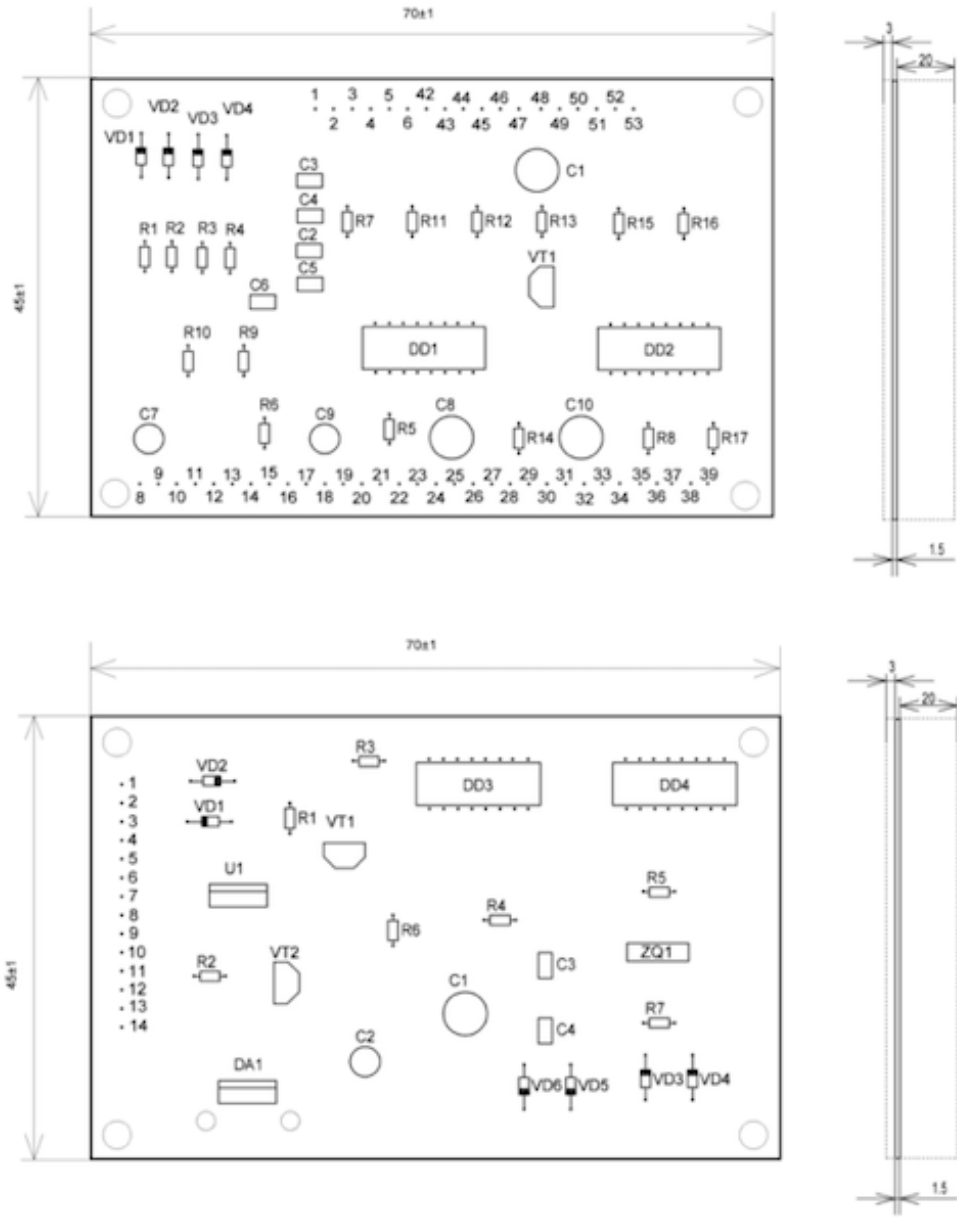 70±1
3
20
1 3 5 42 44 46 48 50 52
2 4 6 43 45 47 49 51 53
VD2 VD4
VD1 VD3
C3 C1
C4
R7 R11 R12 R13 R15 R16
R1 R2 R3 R4
C2
VT1
C5
45±1
C6
R10 R9
DD1 DD2
C7 R6 C9 R5 C8 R14 C10 R8 R17
9 11 13 15 17 19 21 23 25 27 29 31 33 35 37 39
8 10 12 14 16 18 20 22 24 26 28 30 32 34 36 38
1.5
70±1
3
20
R3
VD2
DD3 DD4
1
2
3
4
5
6
7
8
9
10
11
12
13
14
VD1
R1
VT1
U1
R5
R4
R6
ZQ1
VT2
R2
C3
45±1
C1
R7
C4
C2
DA1
VD6 VD5 VD3 VD4
1.5